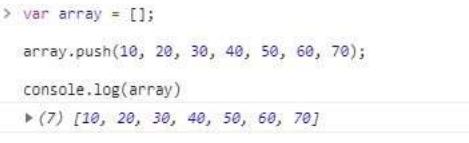 > var array = [];
array.push(10, 20, 30, 40, 50, 60, 70);
console.log(array)
▶ (7) [10, 20, 30, 40, 50, 60, 70]